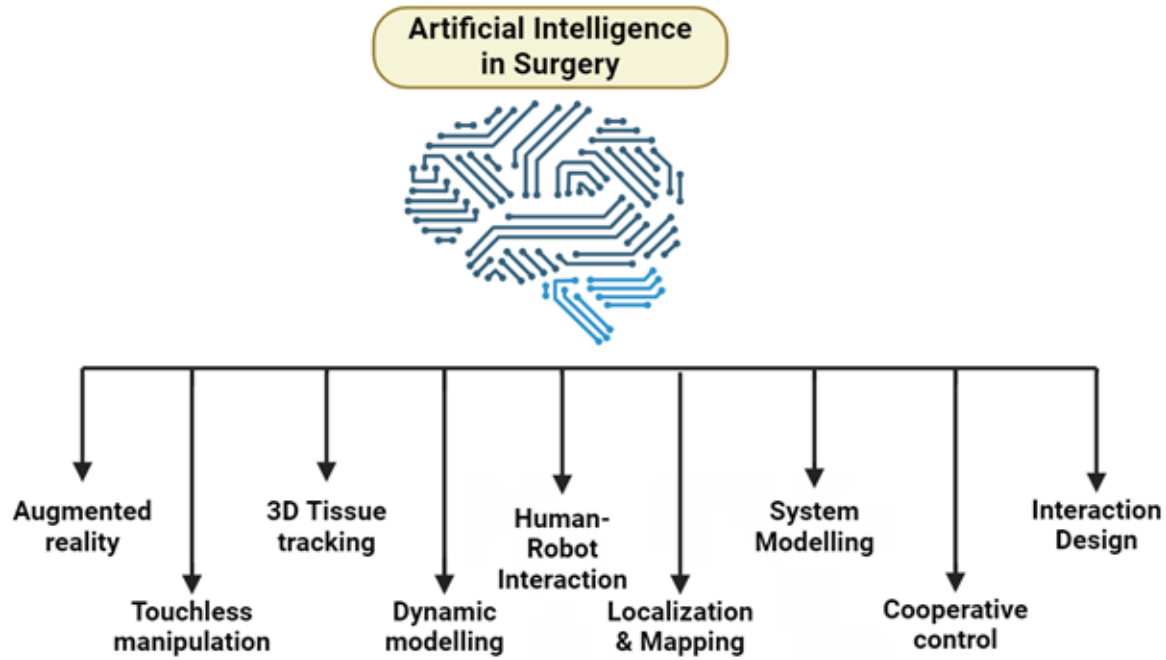 Artificial Intelligence
in Surgery
Augmented
reality
Touchless
manipulation
3D Tissue
tracking
Dynamic
modelling
Human-
Robot
Interaction
Localization
& Mapping
System
Modelling
Cooperative
control
Interaction
Design